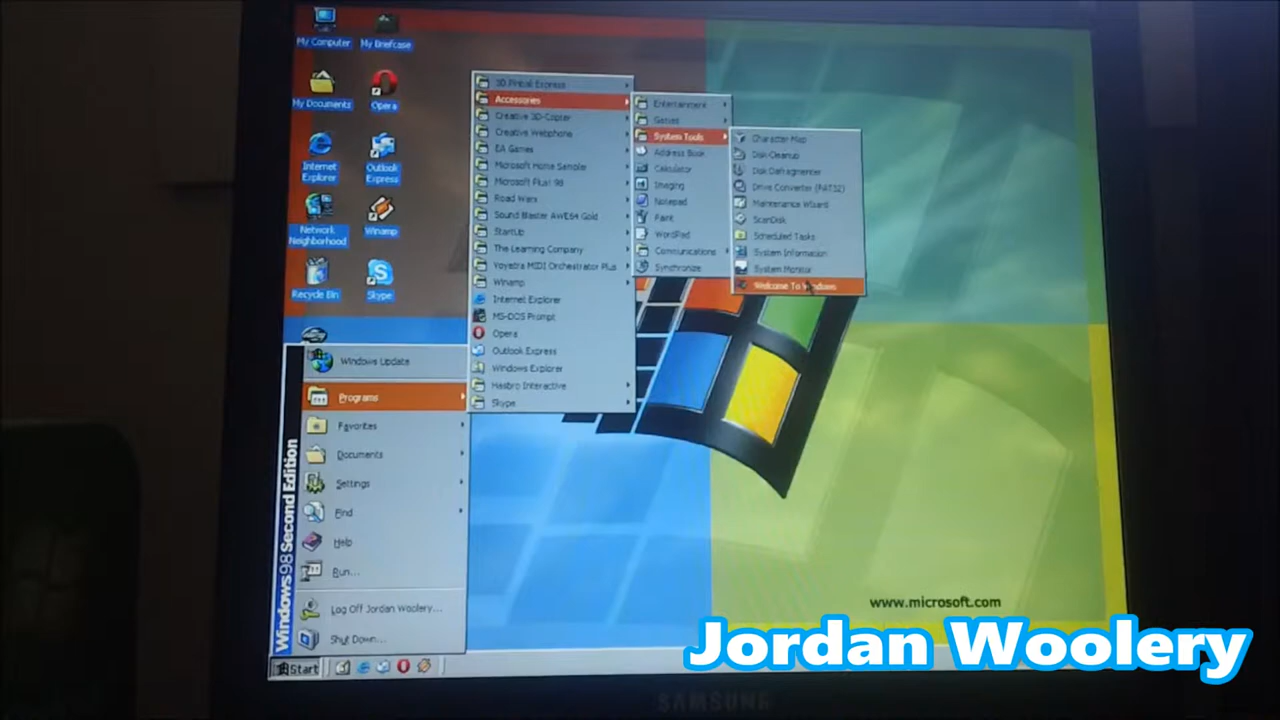 My Computer
My Briefcase
My Documents
Opera
Internet
Explorer
Outlook
Express
Network
Neighborhood
Winamp
Recycle Bin
Skype
Windows Update
Programs
Favorites
Documents
Settings
Find
Help
Run...
Log Off Jordan Woolery...
Shut Down...
Windows98 Second Edition
Start
3D Pinball Express
Accessories
Creative 3D-Copter
Creative Webphone
EA Games
Microsoft Home Sampler
Microsoft Plus! 98
Road Warx
Sound Blaster AWE64 Gold
StartUp
The Learning Company
Voyetra MIDI Orchestrator Plus
Winamp
Internet Explorer
MS-DOS Prompt
Opera
Outlook Express
Windows Explorer
Hasbro Interactive
Skype
Entertainment
Games
System Tools
Address Book
Calculator
Imaging
Notepad
Paint
WordPad
Communications
Synchronize
Character Map
Disk Cleanup
Disk Defragmenter
Drive Converter (FAT32)
Maintenance Wizard
ScanDisk
Scheduled Tasks
System Information
System Monitor
Welcome To Windows
www.microsoft.com
Jordan Woolery
SAMSUNG